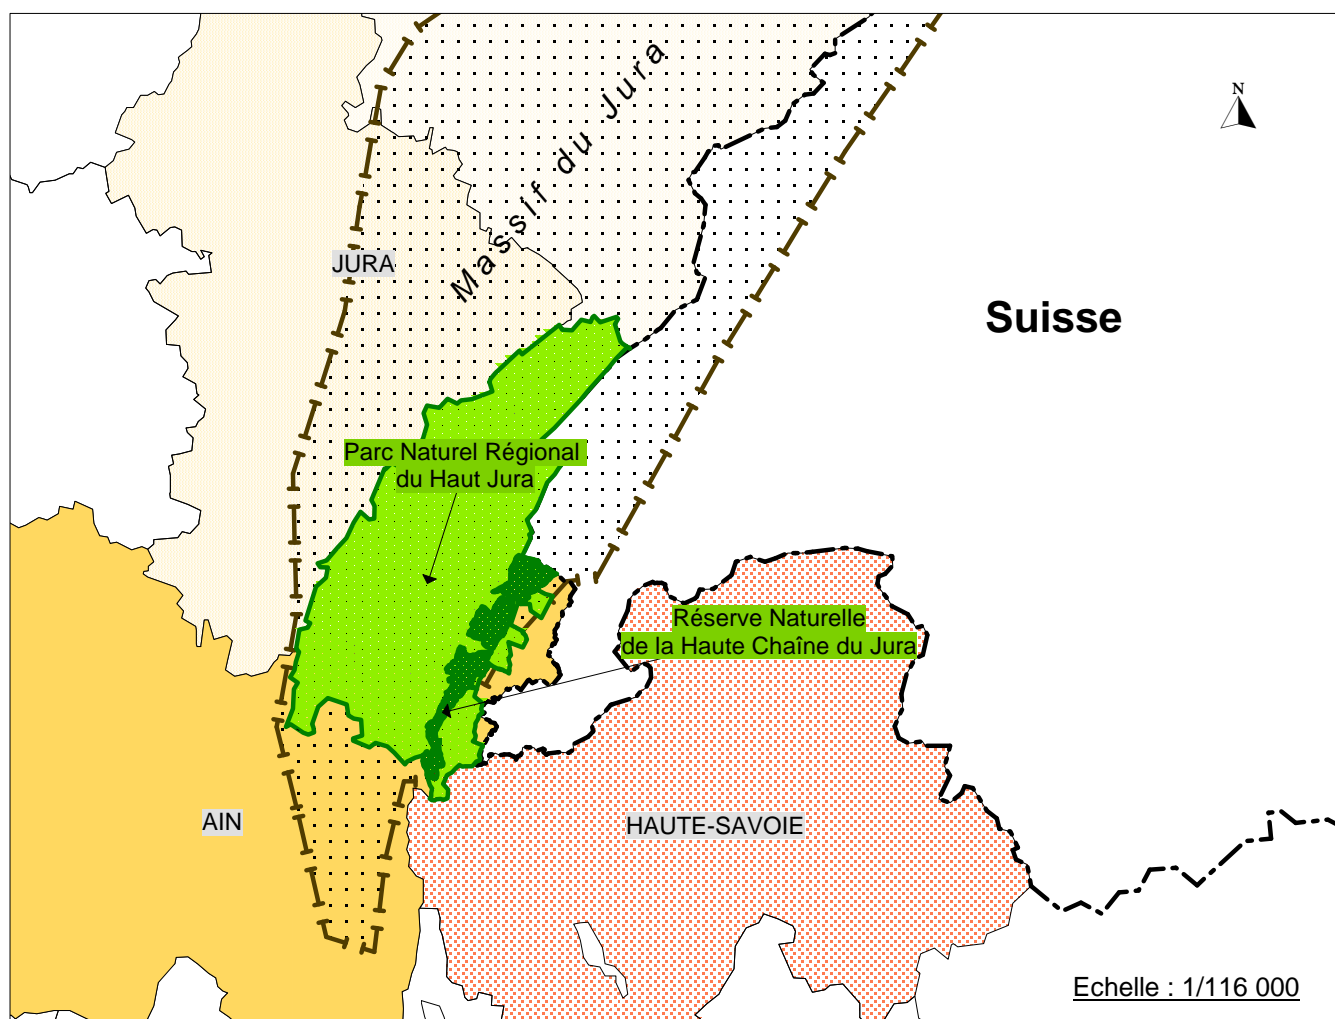 N
Massif du Jura
JURA
Suisse
Parc Naturel Régional
du Haut Jura
Réserve Naturelle
de la Haute Chaîne du Jura
AIN
HAUTE-SAVOIE
Echelle : 1/116 000